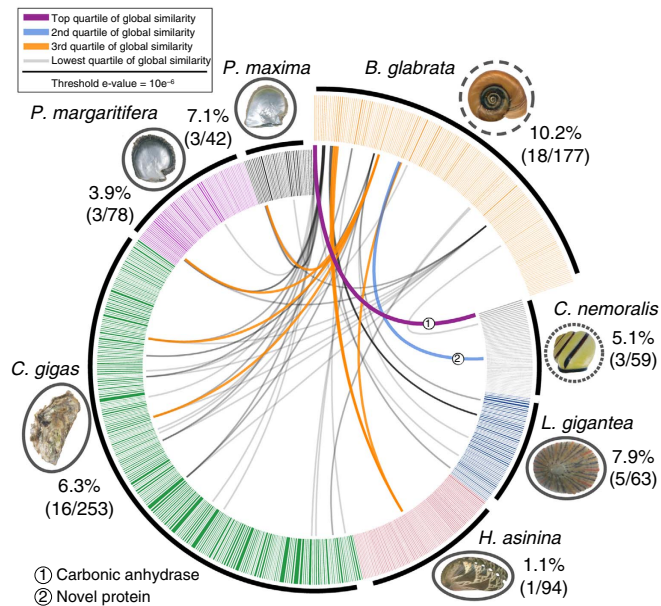 Top quartile of global similarity
2nd quartile of global similarity
3rd quartile of global similarity
Lowest quartile of global similarity
Threshold e-value = 10e⁻⁶
P. maxima
7.1%
(3/42)
B. glabrata
10.2%
(18/177)
P. margaritifera
3.9%
(3/78)
C. nemoralis
5.1%
(3/59)
C. gigas
6.3%
(16/253)
L. gigantea
7.9%
(5/63)
H. asinina
1.1%
(1/94)
1
2
① Carbonic anhydrase
② Novel protein